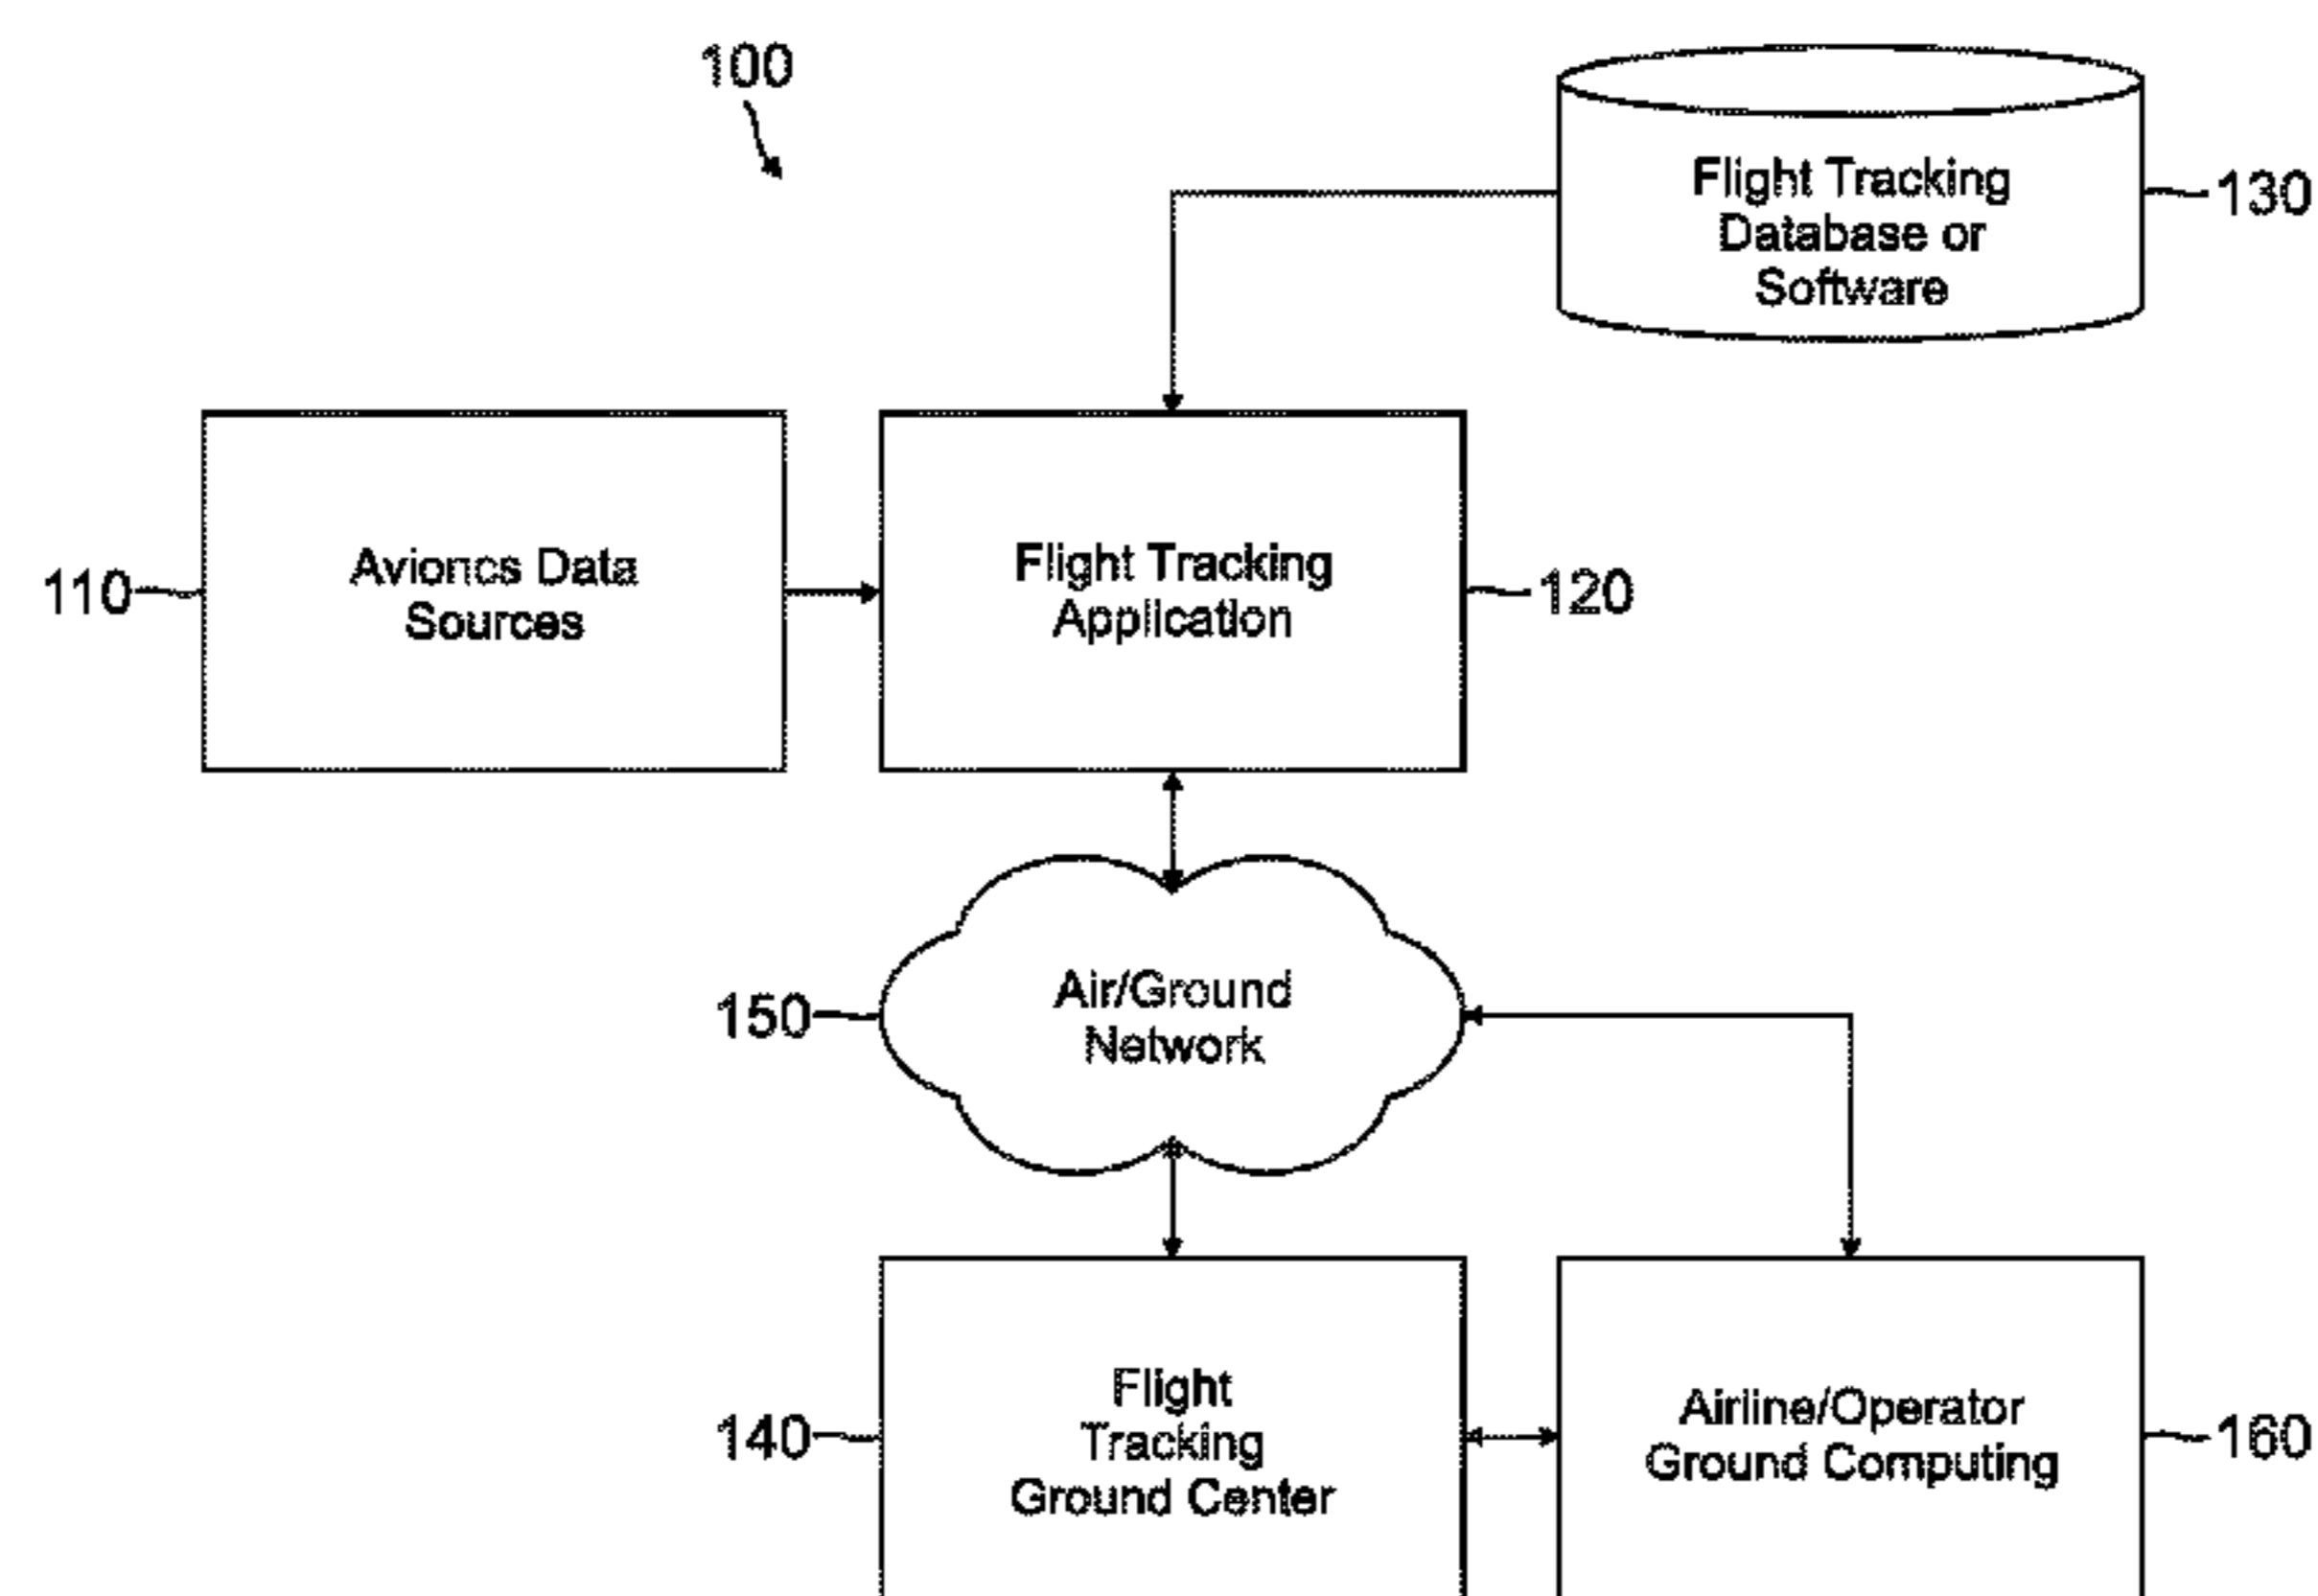 100
Flight Tracking
Database or
Software
130
110
Avionics Data
Sources
Flight Tracking
Application
120
150
Air/Ground
Network
140
Flight
Tracking
Ground Center
Airline/Operator
Ground Computing
160